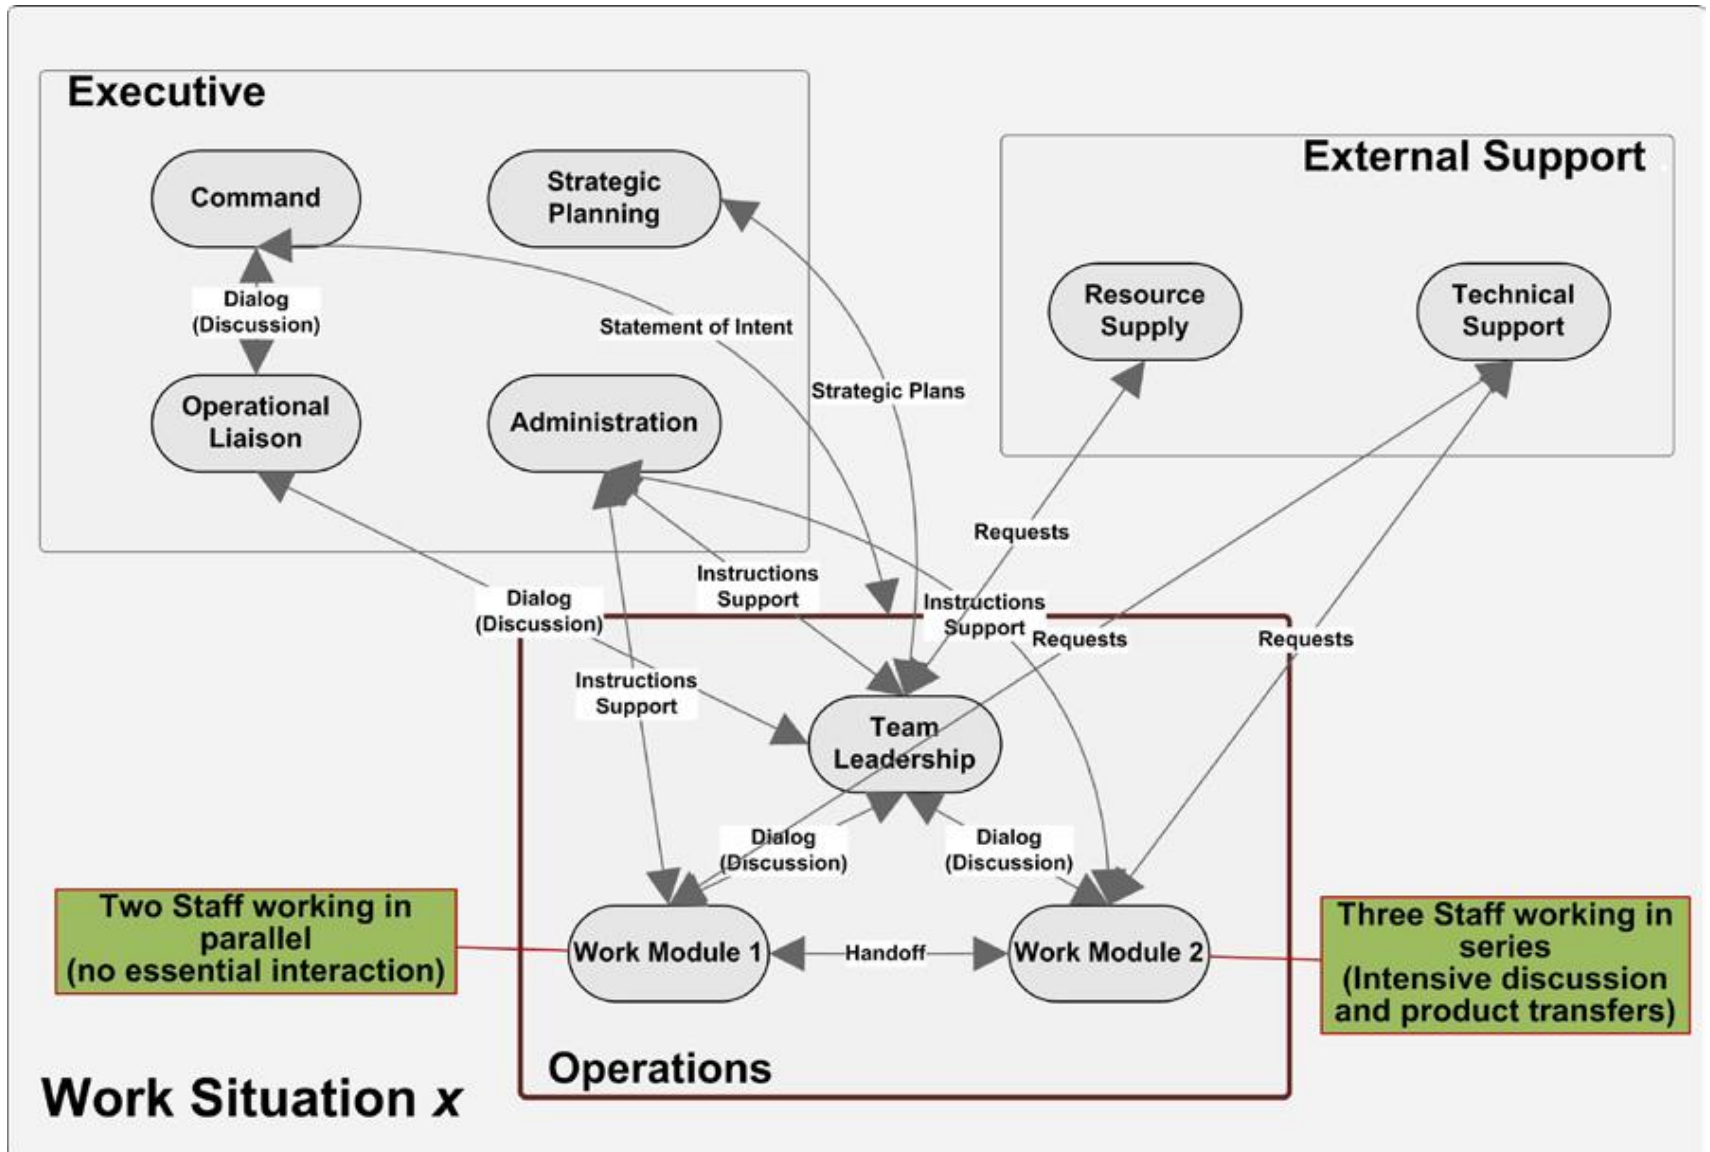 Executive
Command
Strategic
Planning
Dialog
(Discussion)
Statement of Intent
Operational
Liaison
Administration
Strategic Plans
External Support
Resource
Supply
Technical
Support
Requests
Instructions
Support
Dialog
(Discussion)
Instructions
Support
Requests
Requests
Instructions
Support
Team
Leadership
Dialog
(Discussion)
Dialog
(Discussion)
Two Staff working in
parallel
(no essential interaction)
Work Module 1
Handoff
Work Module 2
Three Staff working in
series
(Intensive discussion
and product transfers)
Operations
Work Situation x